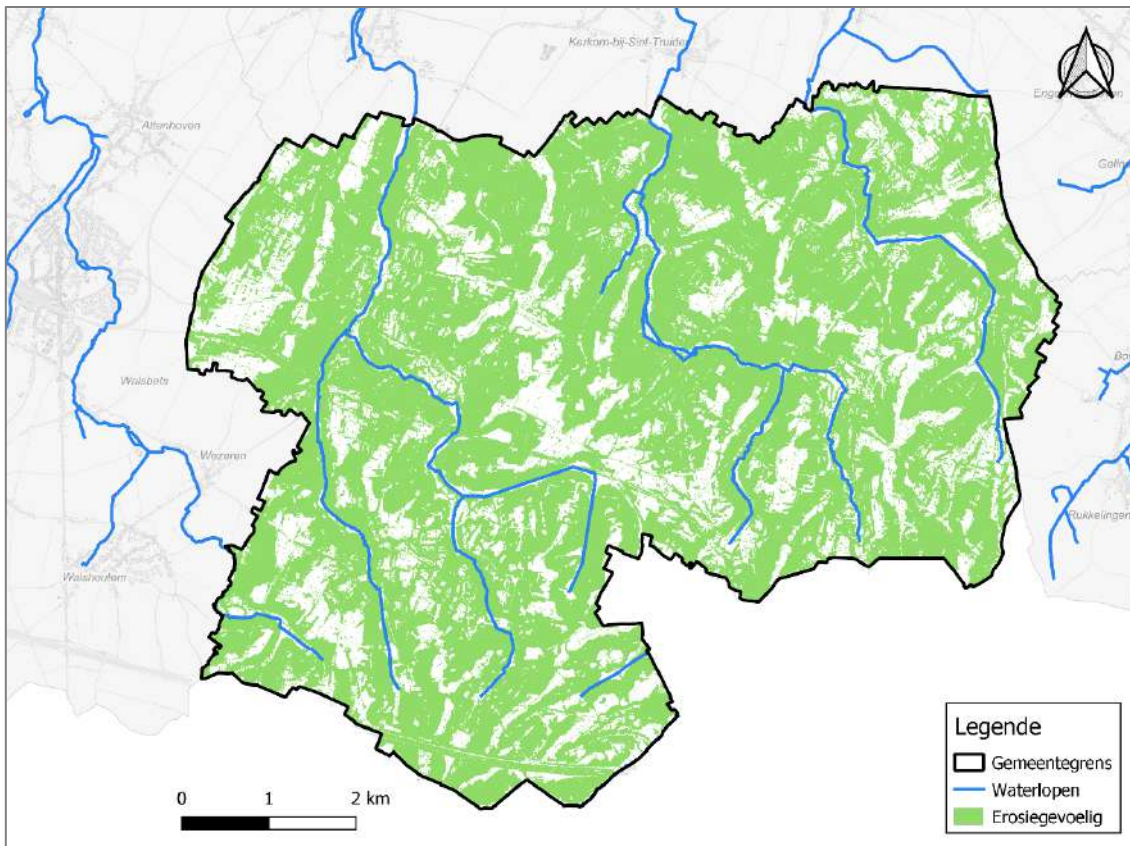 Kerkom-bij-Sint-Truiden
Attenhoven
Walsbets
Wezeren
Walshoutem
Rukkelingen
Legende
Gemeentegrens
Waterlopen
Erosiegevoelig
0 1 2 km